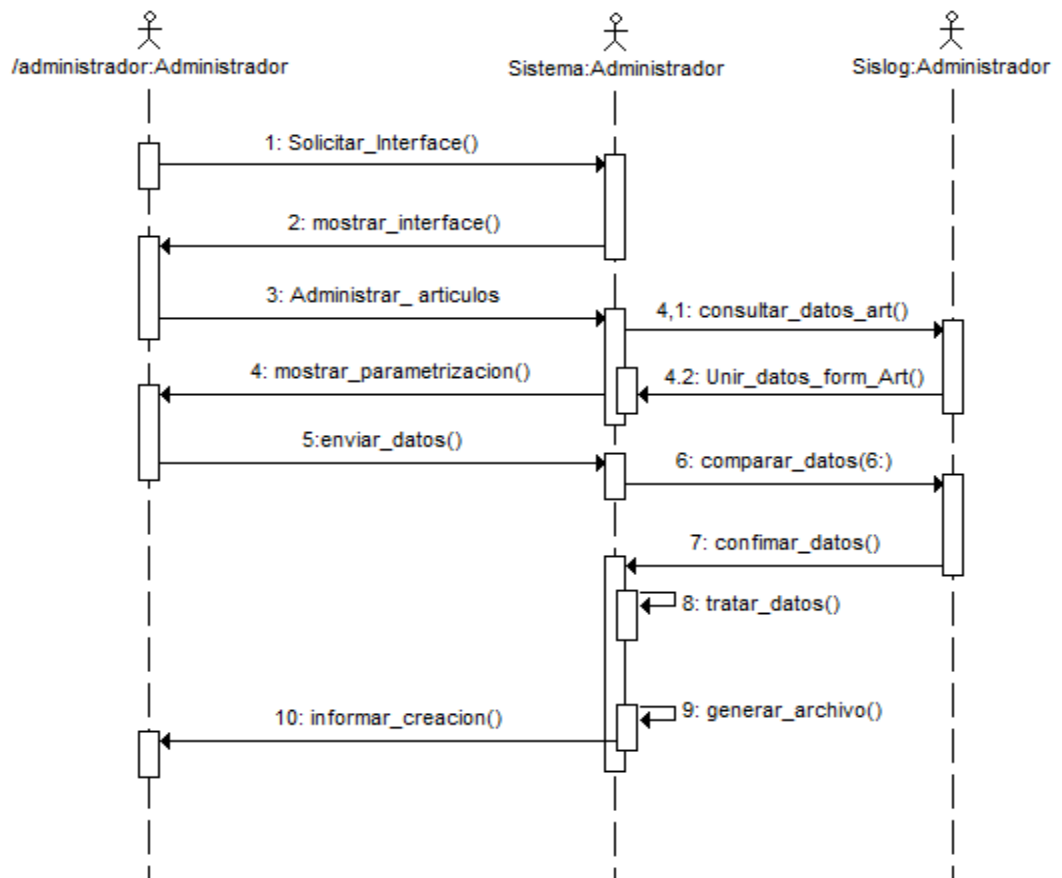 /administrador:Administrador
Sistema:Administrador
Sislog:Administrador
1: Solicitar_Interface()
2: mostrar_interface()
3: Administrar_ articulos
4,1: consultar_datos_art()
4: mostrar_parametrizacion()
4.2: Unir_datos_form_Art()
5:enviar_datos()
6: comparar_datos(6:)
7: confimar_datos()
8: tratar_datos()
9: generar_archivo()
10: informar_creacion()